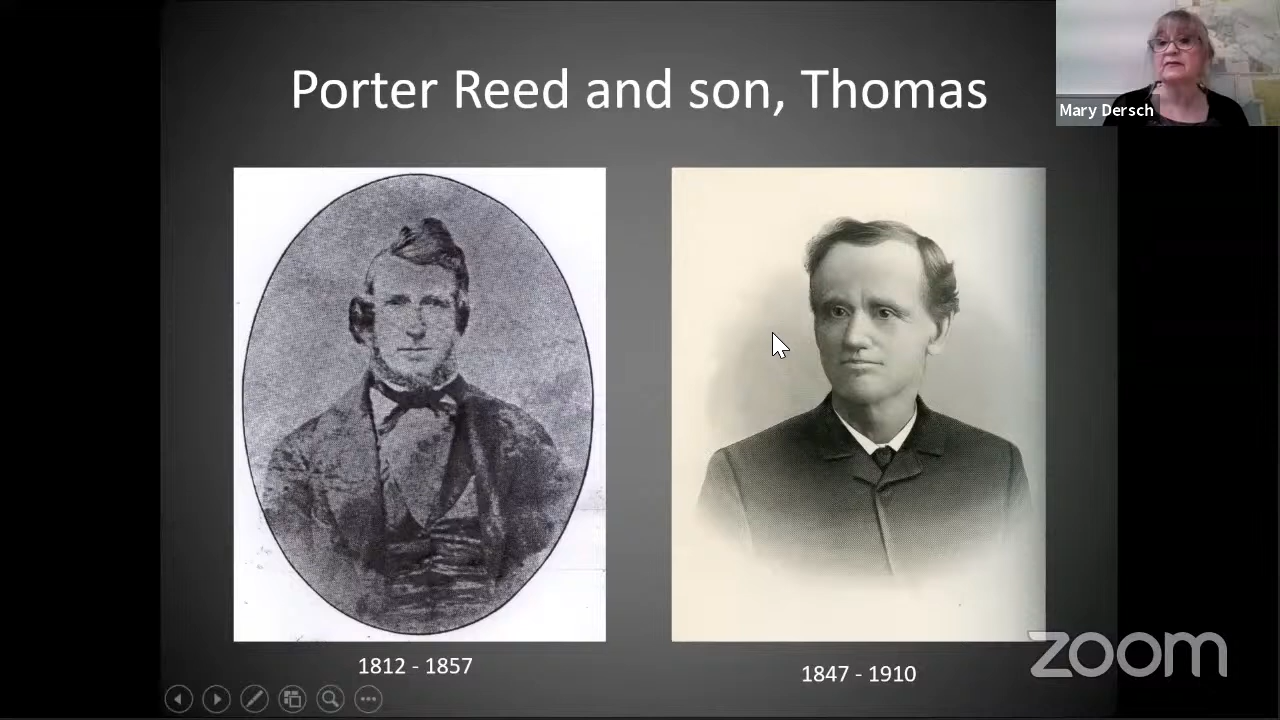 Porter Reed and son, Thomas
Mary Dersch
1812 - 1857
1847 - 1910
zoom